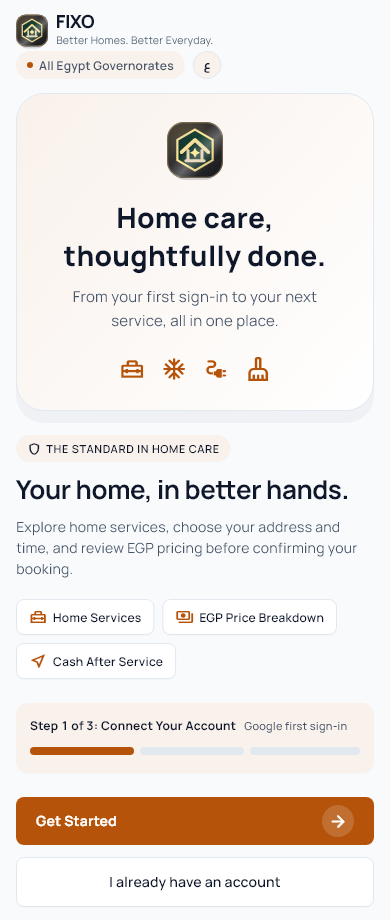 FIXO
Better Homes. Better Everyday.
All Egypt Governorates
ع
Home care,
thoughtfully done.
From your first sign-in to your next
service, all in one place.
THE STANDARD IN HOME CARE
Your home, in better hands.
Explore home services, choose your address and
time, and review EGP pricing before confirming your
booking.
Home Services
EGP Price Breakdown
Cash After Service
Step 1 of 3: Connect Your Account Google first sign-in
Get Started
I already have an account